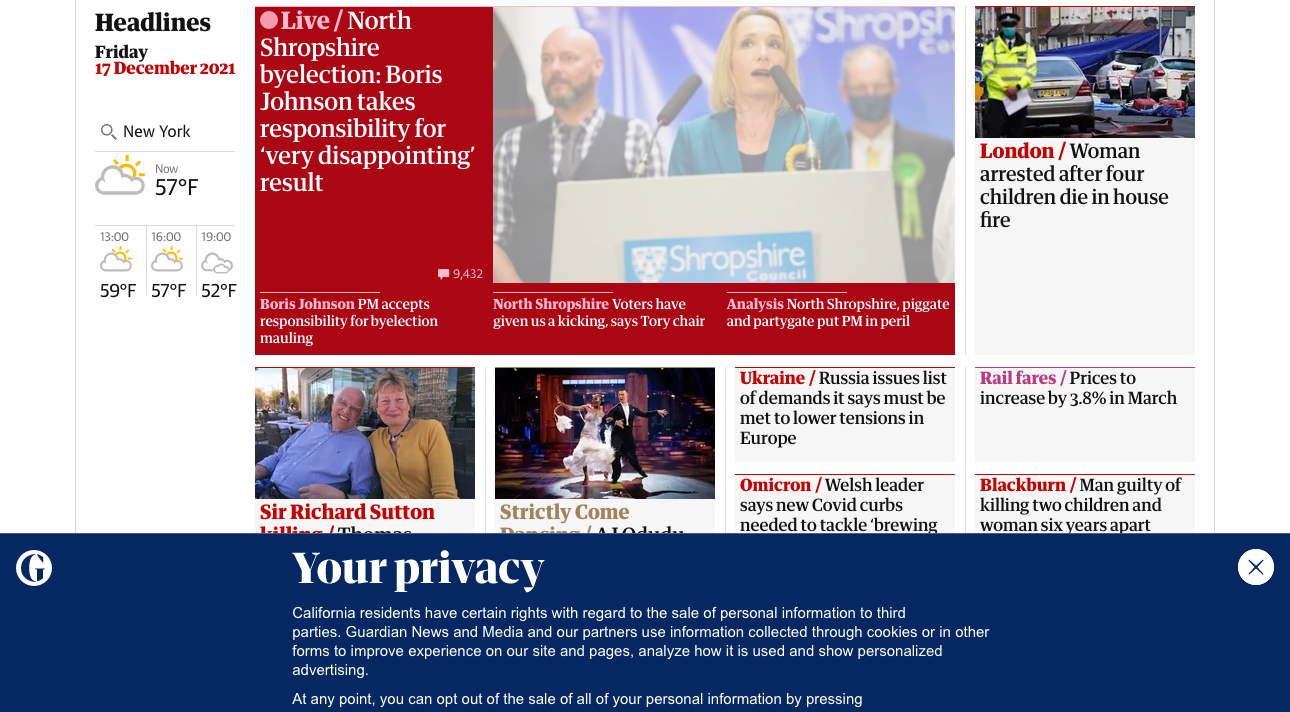 Headlines
Friday
17 December 2021
New York
Now
57°F
13:00
16:00
19:00
59°F
57°F
52°F
Live / North
Shropshire
byelection: Boris
Johnson takes
responsibility for
‘very disappointing’
result
9,432
Shropshire
Council
Boris Johnson PM accepts
responsibility for byelection
mauling
North Shropshire Voters have
given us a kicking, says Tory chair
Analysis North Shropshire, piggate
and partygate put PM in peril
London / Woman
arrested after four
children die in house
fire
Sir Richard Sutton
killing / Thomas
Strictly Come
Dancing / AJ Odudu
Ukraine / Russia issues list
of demands it says must be
met to lower tensions in
Europe
Omicron / Welsh leader
says new Covid curbs
needed to tackle ‘brewing
Rail fares / Prices to
increase by 3.8% in March
Blackburn / Man guilty of
killing two children and
woman six years apart
G
Your privacy
California residents have certain rights with regard to the sale of personal information to third
parties. Guardian News and Media and our partners use information collected through cookies or in other
forms to improve experience on our site and pages, analyze how it is used and show personalized
advertising.
At any point, you can opt out of the sale of all of your personal information by pressing